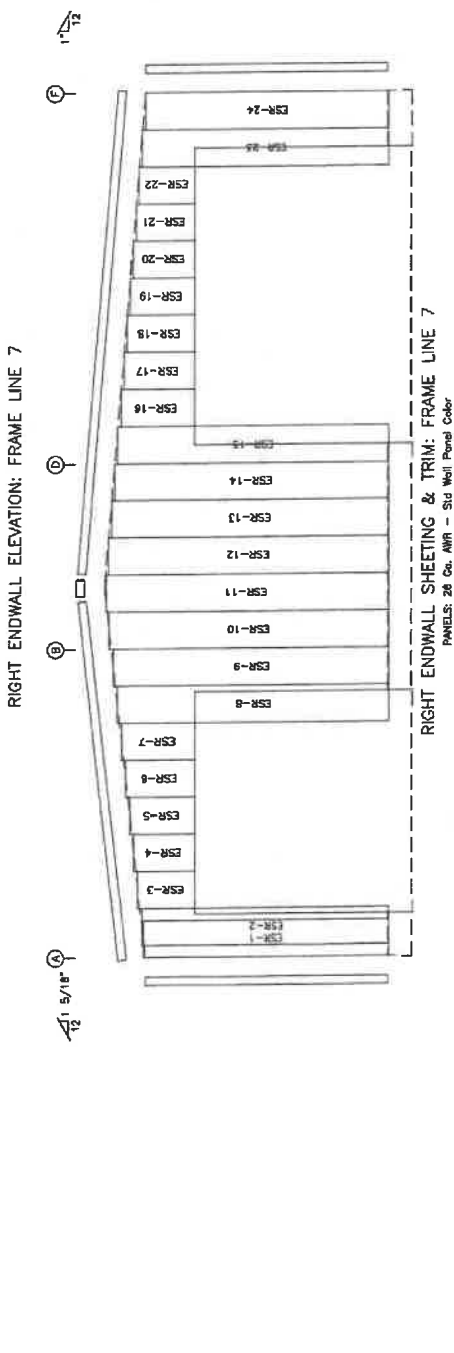 RIGHT ENDWALL ELEVATION: FRAME LINE 7
1 5/16"
12
A
B
D
F
1"
12
ESR-1
ESR-2
ESR-3
ESR-4
ESR-5
ESR-6
ESR-7
ESR-8
ESR-9
ESR-10
ESR-11
ESR-12
ESR-13
ESR-14
ESR-15
ESR-16
ESR-17
ESR-18
ESR-19
ESR-20
ESR-21
ESR-22
ESR-23
ESR-24
RIGHT ENDWALL SHEETING & TRIM: FRAME LINE 7
PANELS: 26 Ga. AWR - Std Wall Panel Color